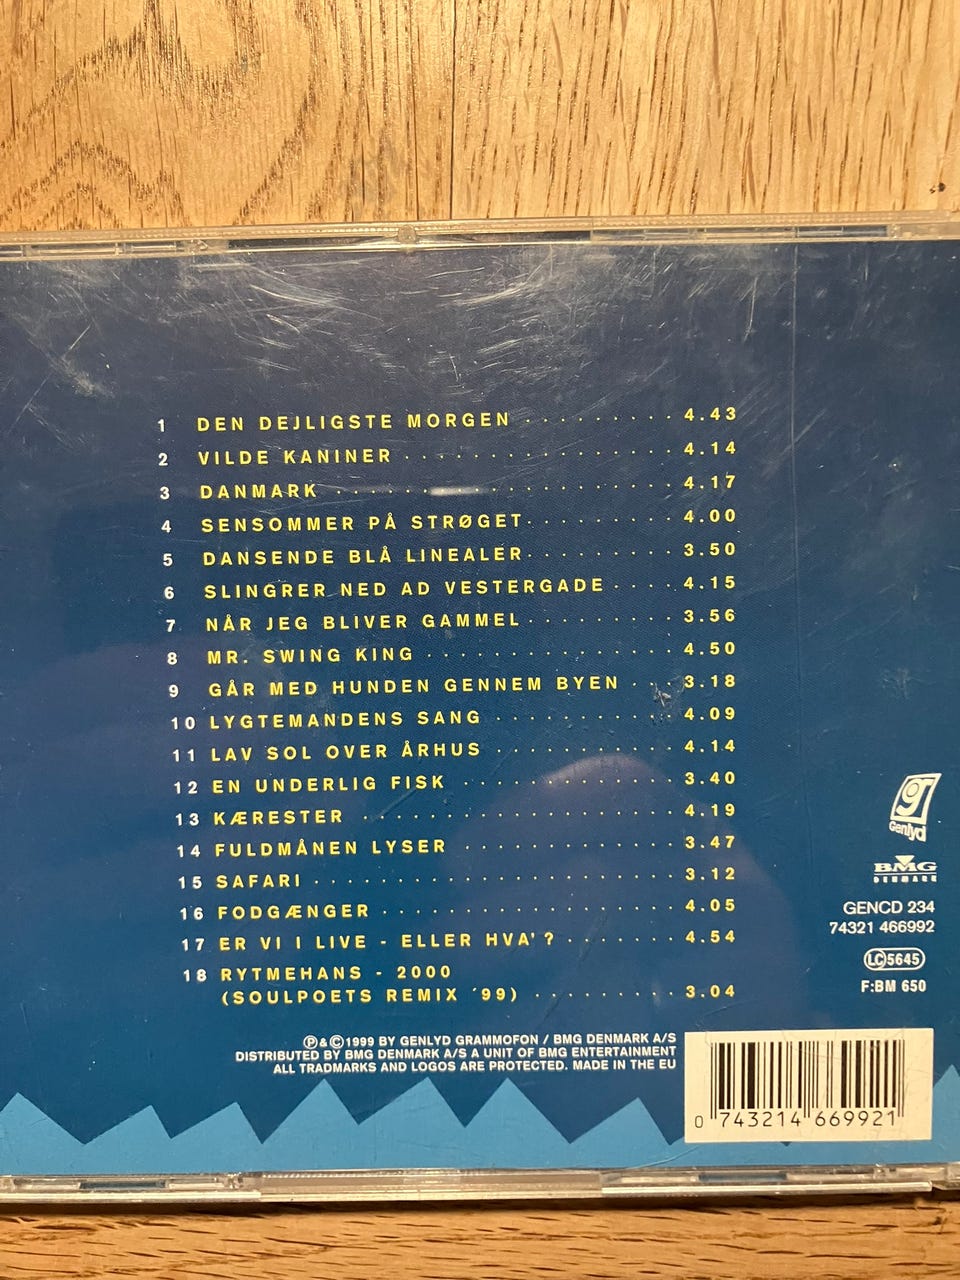 1 DEN DEJLIGSTE MORGEN . . . . . . . . . 4.43
2 VILDE KANINER . . . . . . . . . . . . . . . . 4.14
3 DANMARK . . . . . . . . . . . . . . . . . . . . 4.17
4 SENSOMMER PÅ STRØGET. . . . . . . . . 4.00
5 DANSENDE BLÅ LINEALER. . . . . . . . . 3.50
6 SLINGRER NED AD VESTERGADE . . . . 4.15
7 NÅR JEG BLIVER GAMMEL. . . . . . . . . 3.56
8 MR. SWING KING . . . . . . . . . . . . . . . 4.50
9 GÅR MED HUNDEN GENNEM BYEN . . . 3.18
10 LYGTEMANDENS SANG . . . . . . . . . . . 4.09
11 LAV SOL OVER ÅRHUS . . . . . . . . . . . 4.14
12 EN UNDERLIG FISK . . . . . . . . . . . . . 3.40
13 KÆRESTER . . . . . . . . . . . . . . . . . . . 4.19
14 FULDMÅNEN LYSER . . . . . . . . . . . . . 3.47
15 SAFARI . . . . . . . . . . . . . . . . . . . . . . 3.12
16 FODGÆNGER . . . . . . . . . . . . . . . . . . 4.05
17 ER VI I LIVE - ELLER HVA' ? . . . . . . . 4.54
18 RYTMEHANS - 2000
(SOULPOETS REMIX ´99) . . . . . . . . . 3.04
Genlyd
BMG
DENMARK
GENCD 234
74321 466992
LC 5645
F:BM 650
Ⓟ & © 1999 BY GENLYD GRAMMOFON / BMG DENMARK A/S
DISTRIBUTED BY BMG DENMARK A/S A UNIT OF BMG ENTERTAINMENT
ALL TRADMARKS AND LOGOS ARE PROTECTED. MADE IN THE EU
0 743214 669921